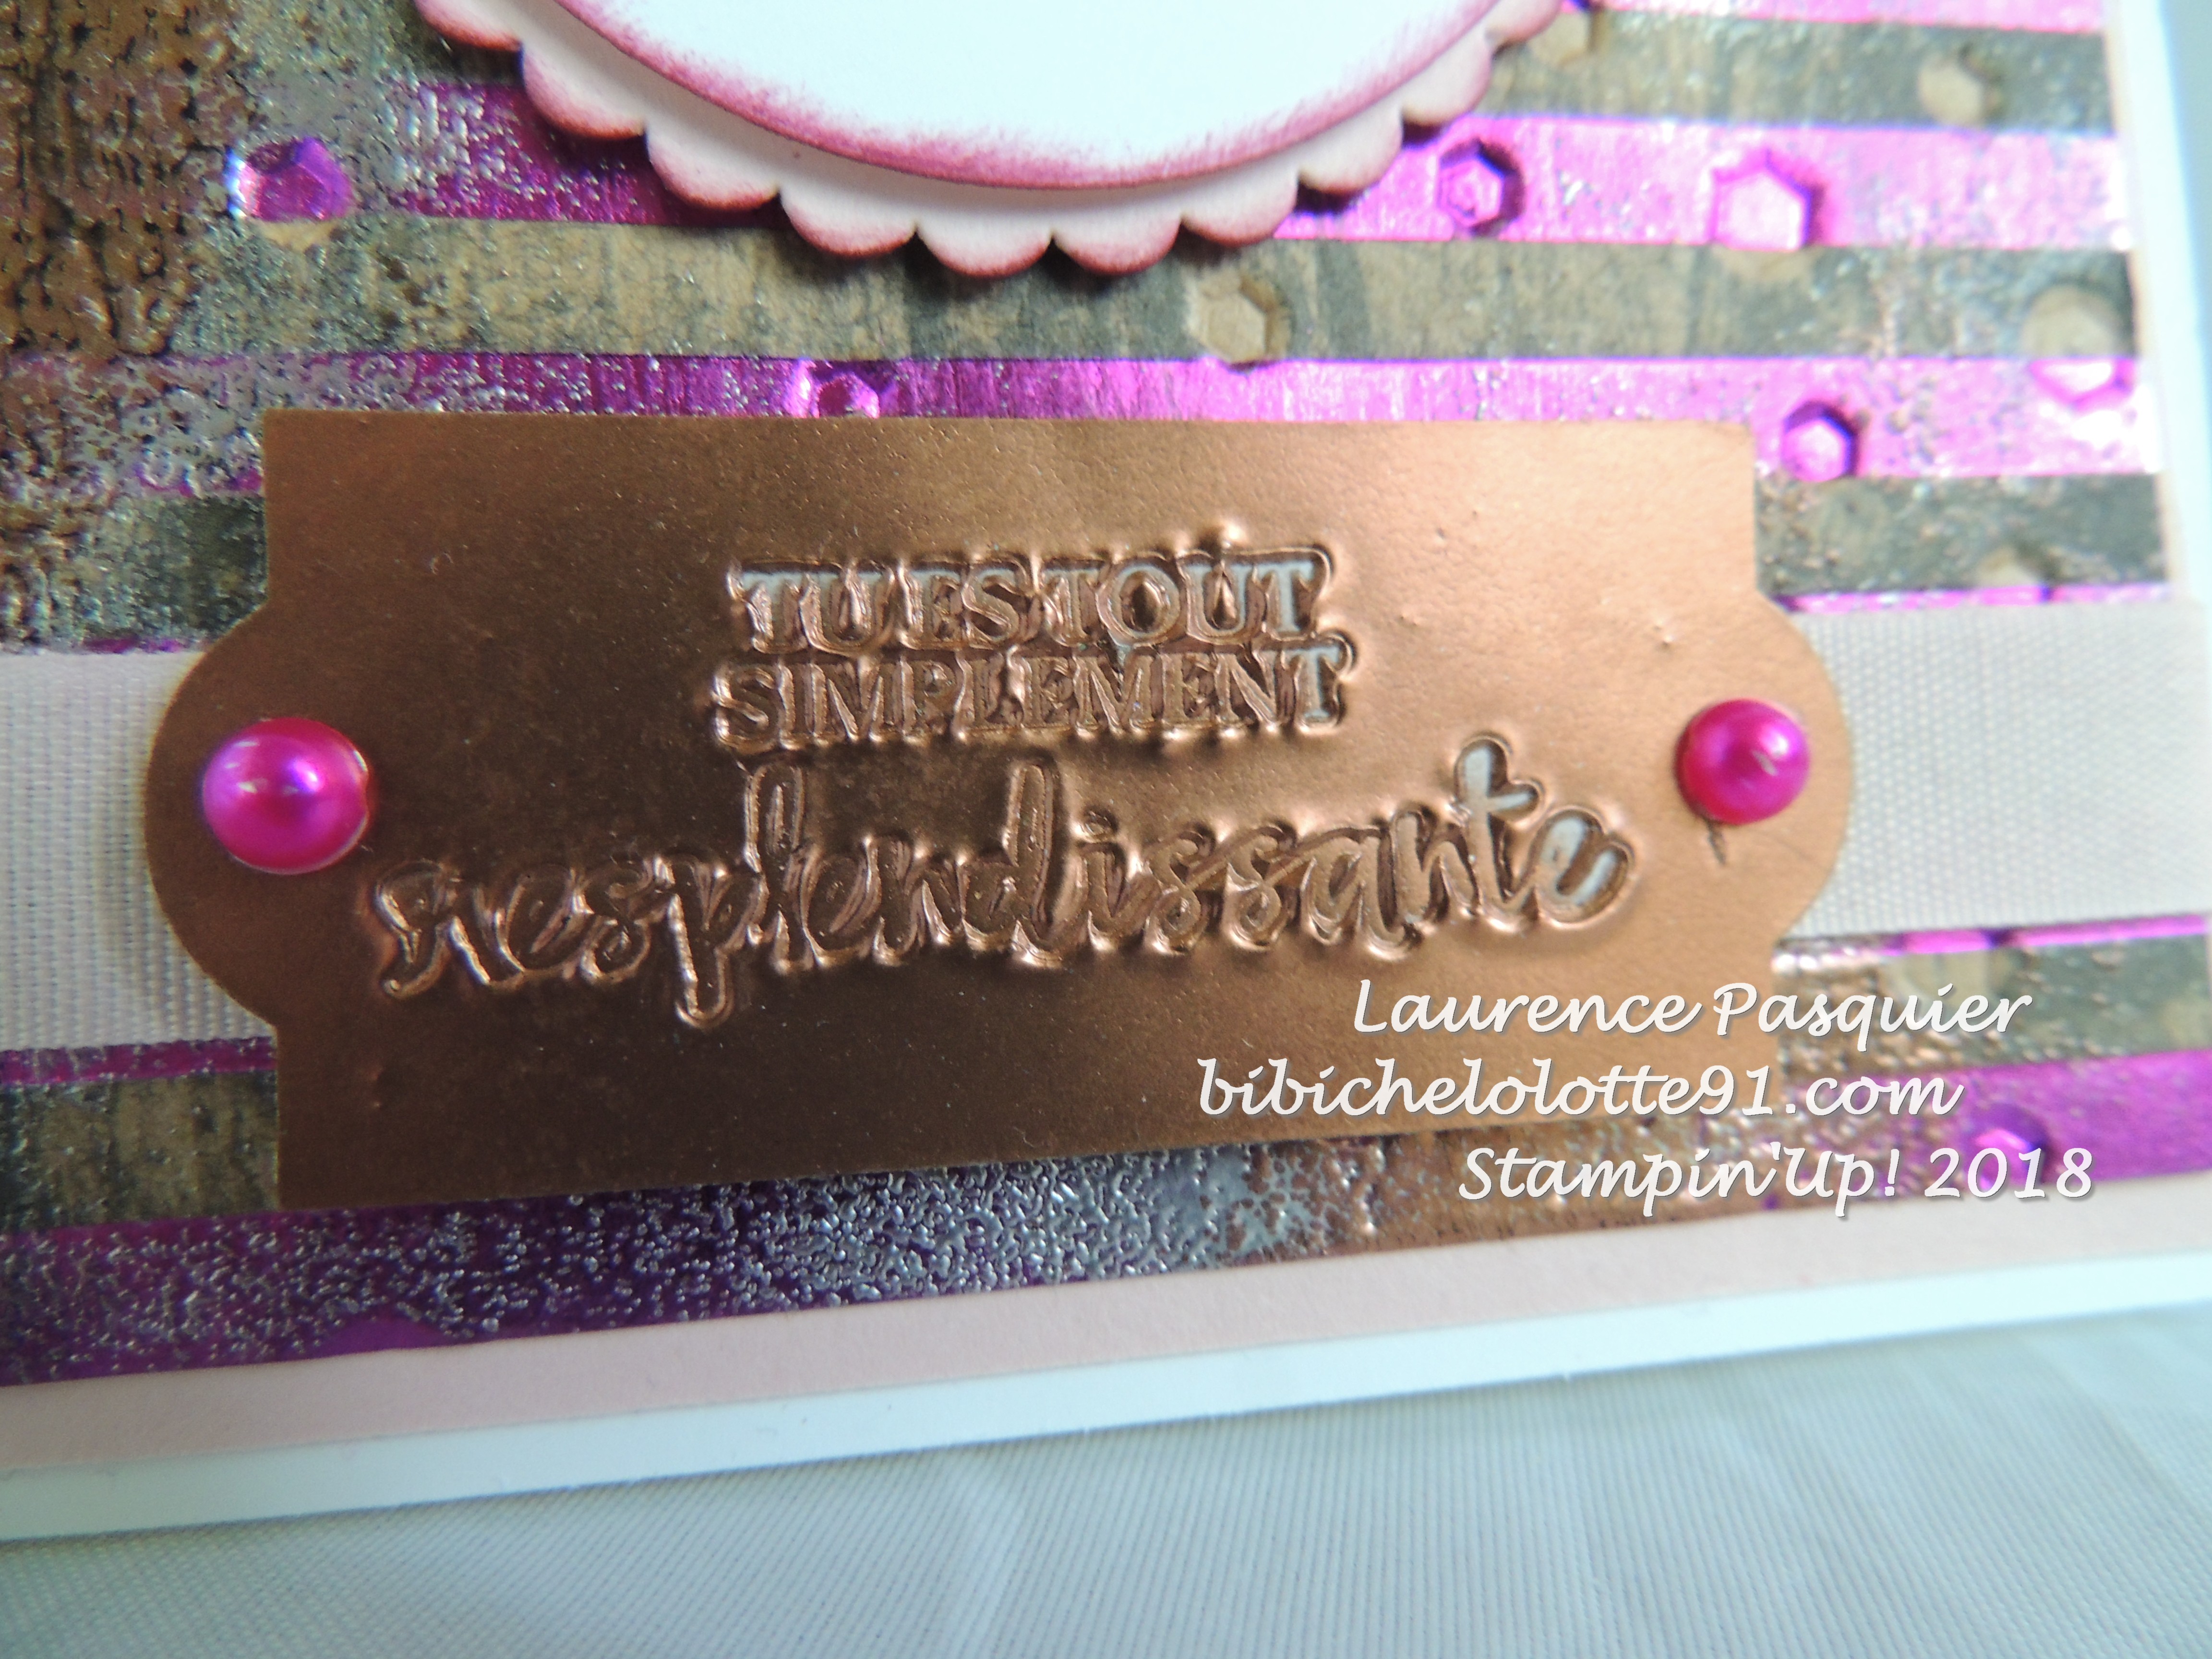 TU ES TOUT
SIMPLEMENT
resplendissante
Laurence Pasquier
bibichelolotte91.com
Stampin'Up! 2018